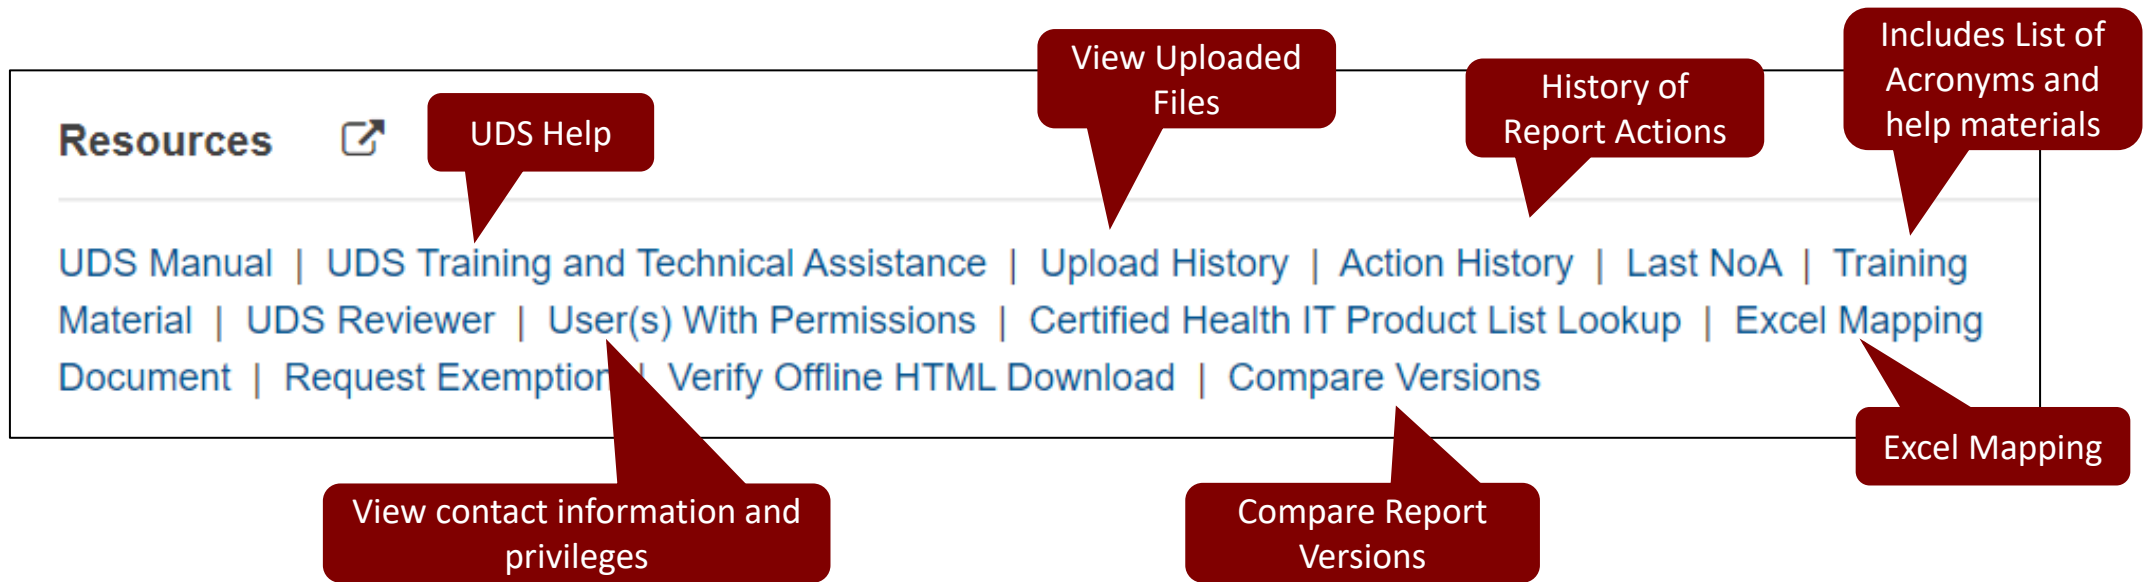 View Uploaded
Files
Includes List of
Acronyms and
help materials
History of
Report Actions
Resources
UDS Help
UDS Manual | UDS Training and Technical Assistance | Upload History | Action History | Last NoA | Training
Material | UDS Reviewer | User(s) With Permissions | Certified Health IT Product List Lookup | Excel Mapping
Document | Request Exemption | Verify Offline HTML Download | Compare Versions
Excel Mapping
View contact information and
privileges
Compare Report
Versions